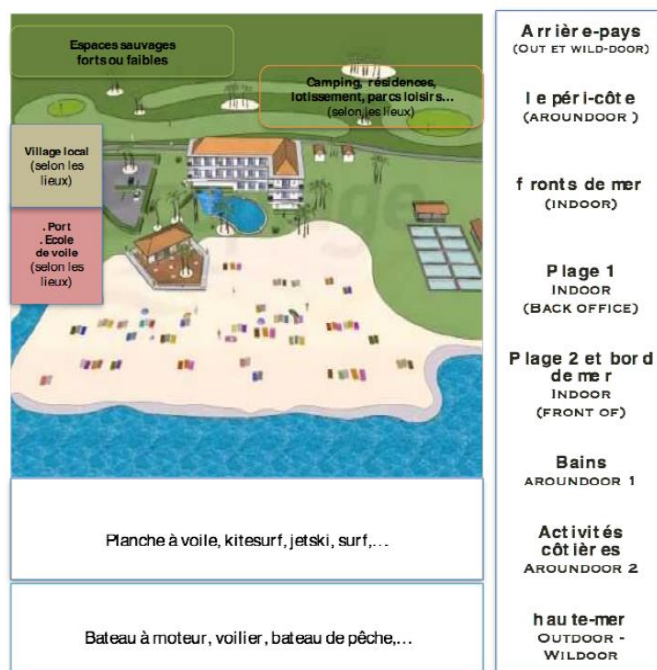 Espaces sauvages
forts ou faibles
Camping, résidences,
lotissement, parcs loisirs…
(selon les lieux)
Village local
(selon les
lieux)
. Port
. Ecole
de voile
(selon les
lieux)
Planche à voile, kitesurf, jetski, surf,…
Bateau à moteur, voilier, bateau de pêche,…
Arrière-pays
(OUT ET WILD-DOOR)
le péri-côte
(AROUNDOOR )
fronts de mer
(INDOOR)
Plage 1
INDOOR
(BACK OFFICE)
Plage 2 et bord
de mer
INDOOR
(FRONT OF)
Bains
AROUNDOOR 1
Activités
côtières
AROUNDOOR 2
haute-mer
OUTDOOR -
WILDOOR